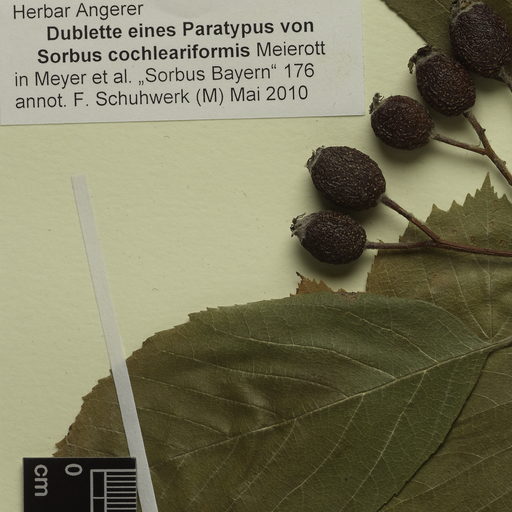 Herbar Angerer
Dublette eines Paratypus von
Sorbus cochleariformis Meierott
in Meyer et al. „Sorbus Bayern“ 176
annot. F. Schuhwerk (M) Mai 2010
0
cm